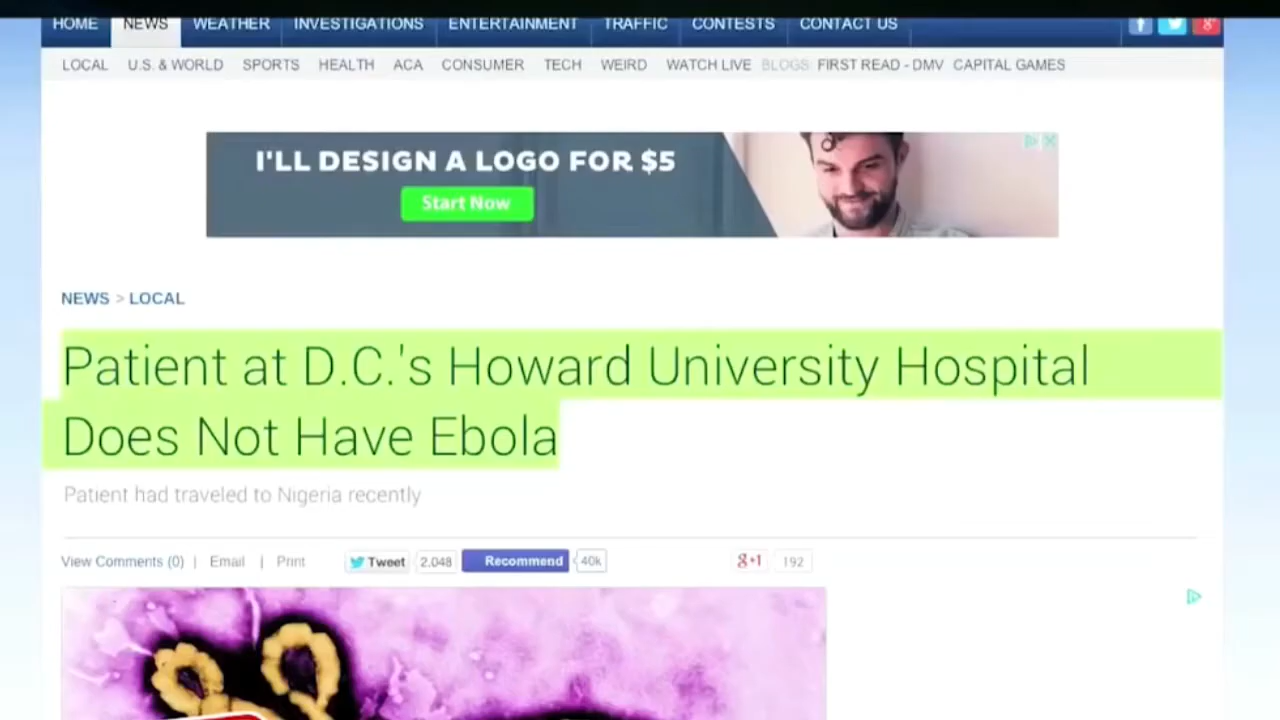 HOME NEWS WEATHER INVESTIGATIONS ENTERTAINMENT TRAFFIC CONTESTS CONTACT US
LOCAL U.S. & WORLD SPORTS HEALTH ACA CONSUMER TECH WEIRD WATCH LIVE BLOGS FIRST READ - DMV CAPITAL GAMES
I'LL DESIGN A LOGO FOR $5
Start Now
NEWS > LOCAL
Patient at D.C.'s Howard University Hospital
Does Not Have Ebola
Patient had traveled to Nigeria recently
View Comments (0) | Email | Print Tweet 2,048 Recommend 40k g+1 192